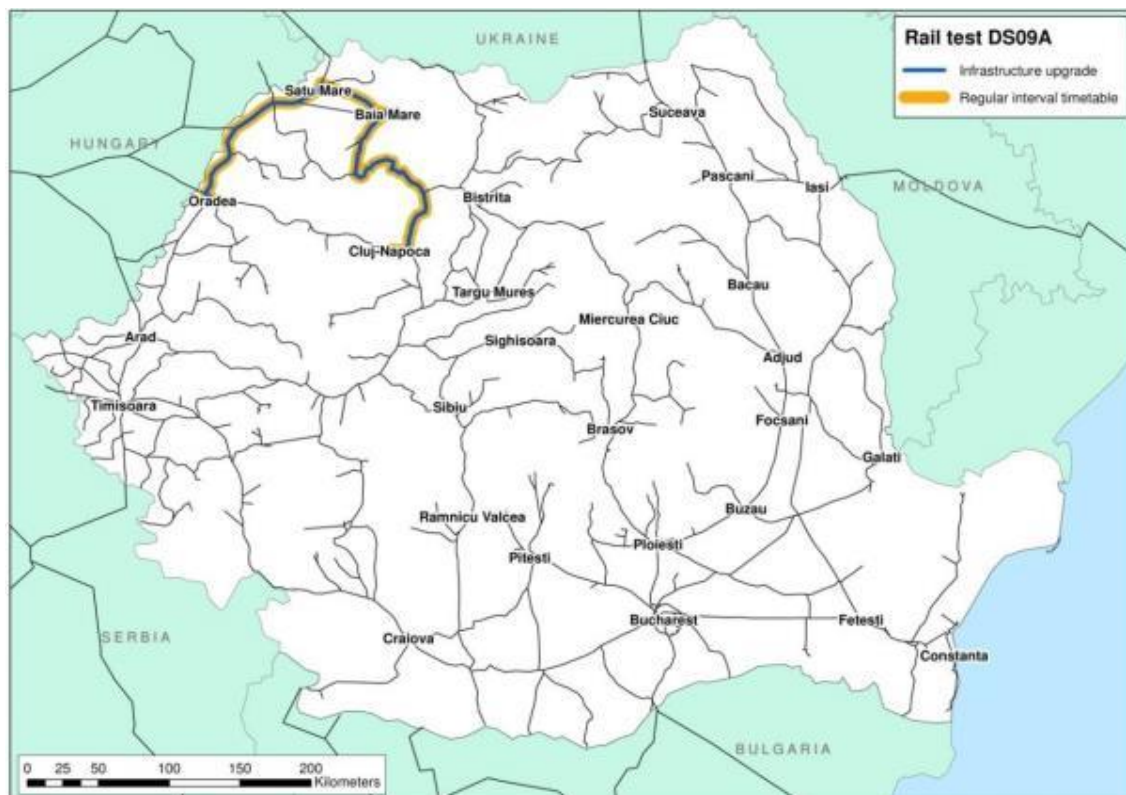 UKRAINE
Rail test DS09A
Infrastructure upgrade
Regular interval timetable
Satu Mare
Baia Mare
Suceava
HUNGARY
Pascani
Iasi
MOLDOVA
Oradea
Bistrita
Cluj-Napoca
Targu Mures
Bacau
Miercurea Ciuc
Arad
Sighisoara
Adjud
Timisoara
Sibiu
Focsani
Brasov
Galati
Ramnicu Valcea
Buzau
Ploiesti
Pitesti
Bucharest
Fetesti
SERBIA
Craiova
Constanta
BULGARIA
0 25 50 100 150 200
Kilometers